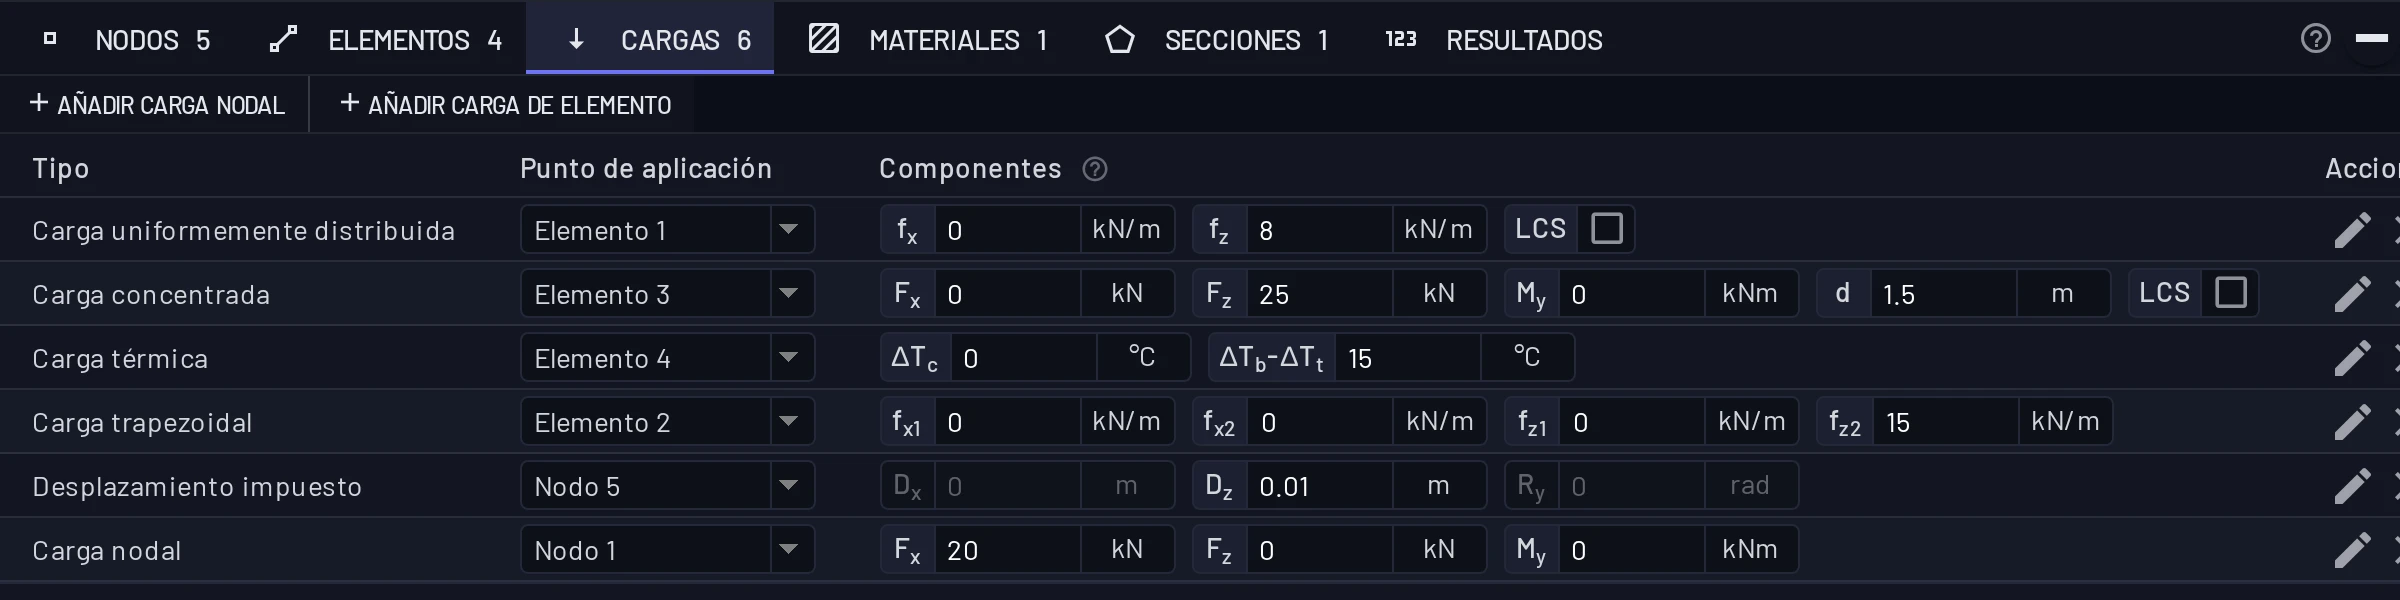 NODOS 5 ELEMENTOS 4 CARGAS 6 MATERIALES 1 SECCIONES 1 123 RESULTADOS ?
+ AÑADIR CARGA NODAL + AÑADIR CARGA DE ELEMENTO
Tipo Punto de aplicación Componentes ? Accion
Carga uniformemente distribuida Elemento 1 fx 0 kN/m fz 8 kN/m LCS
Carga concentrada Elemento 3 Fx 0 kN Fz 25 kN My 0 kNm d 1.5 m LCS
Carga térmica Elemento 4 ΔTc 0 °C ΔTb-ΔTt 15 °C
Carga trapezoidal Elemento 2 fx1 0 kN/m fx2 0 kN/m fz1 0 kN/m fz2 15 kN/m
Desplazamiento impuesto Nodo 5 Dx 0 m Dz 0.01 m Ry 0 rad
Carga nodal Nodo 1 Fx 20 kN Fz 0 kN My 0 kNm